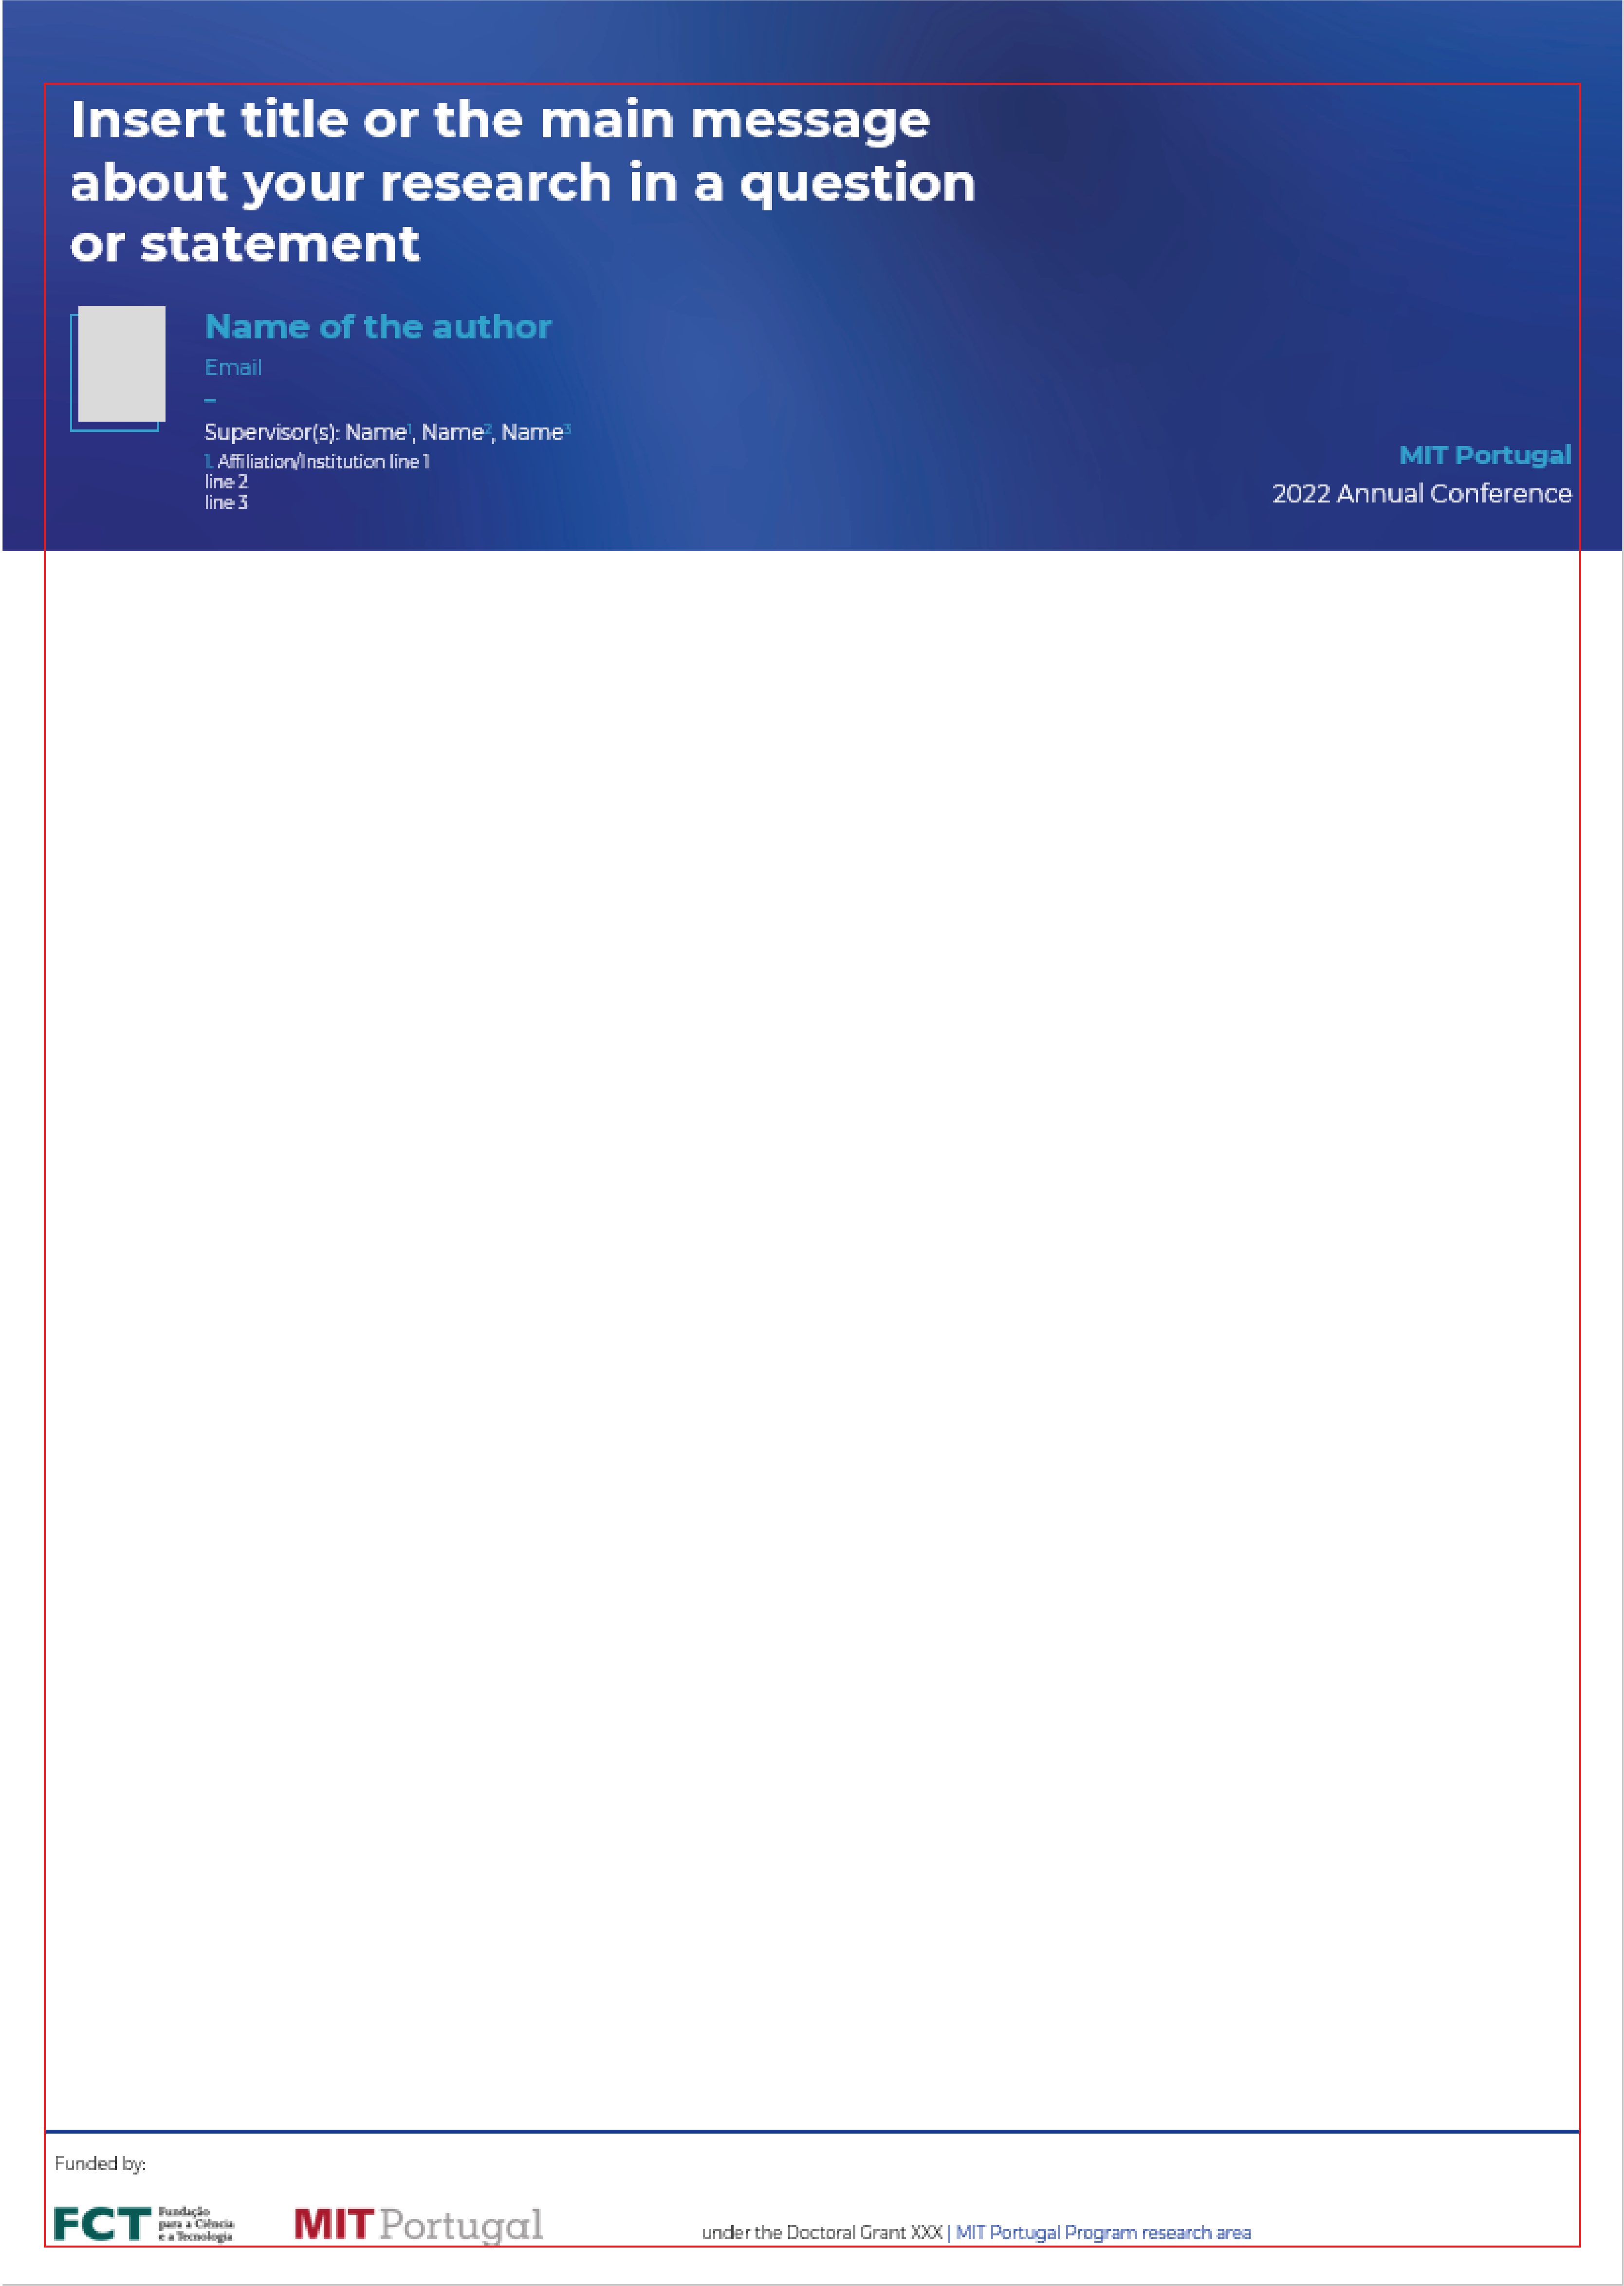 Insert title or the main message
about your research in a question
or statement
Name of the author
Email
–
Supervisor(s): Name¹, Name², Name³
1. Affiliation/Institution line 1
line 2
line 3
MIT Portugal
2022 Annual Conference
Funded by:
FCT Fundação
para a Ciência
e a Tecnologia
MIT Portugal
under the Doctoral Grant XXX | MIT Portugal Program research area